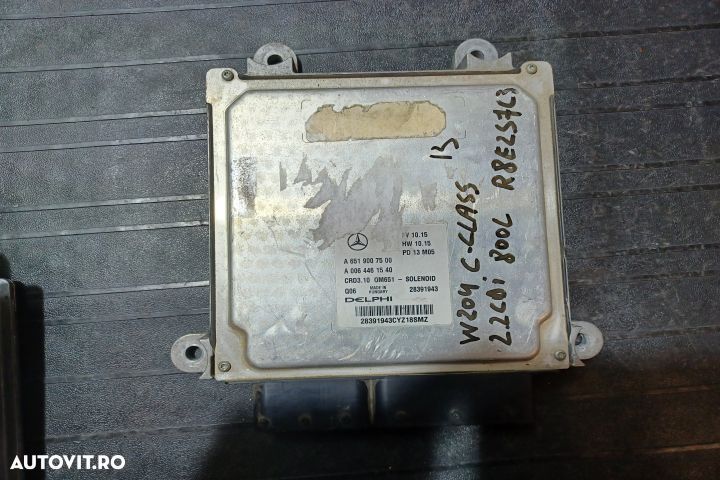 V 10.15
HW 10.15
PD 13 M05
A 651 900 75 00
A 006 446 15 40
CRD3.10 OM651 - SOLENOID
Q06 MADE IN HUNGARY 28391943
DELPHI
28391943CYZ18SMZ
13
W204 C-CLASS
2.2CDi 800L R8E257L3
AUTOVIT.RO